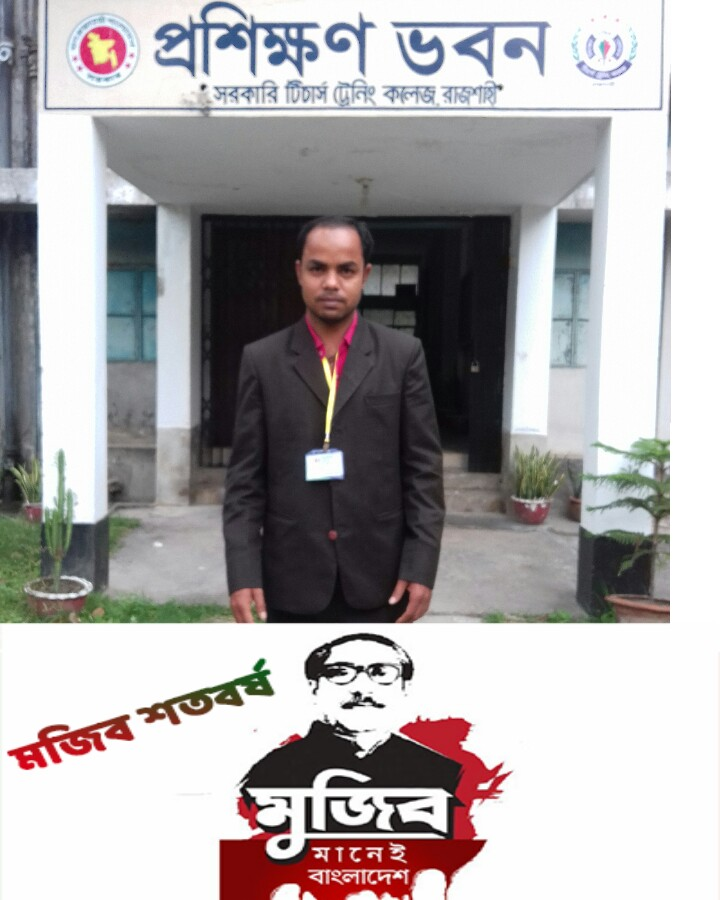 প্রশিক্ষণ ভবন
সরকারি টিচার্স ট্রেনিং কলেজ, রাজশাহী
মজিব শতবর্ষ
মুজিব
মানেই
বাংলাদেশ